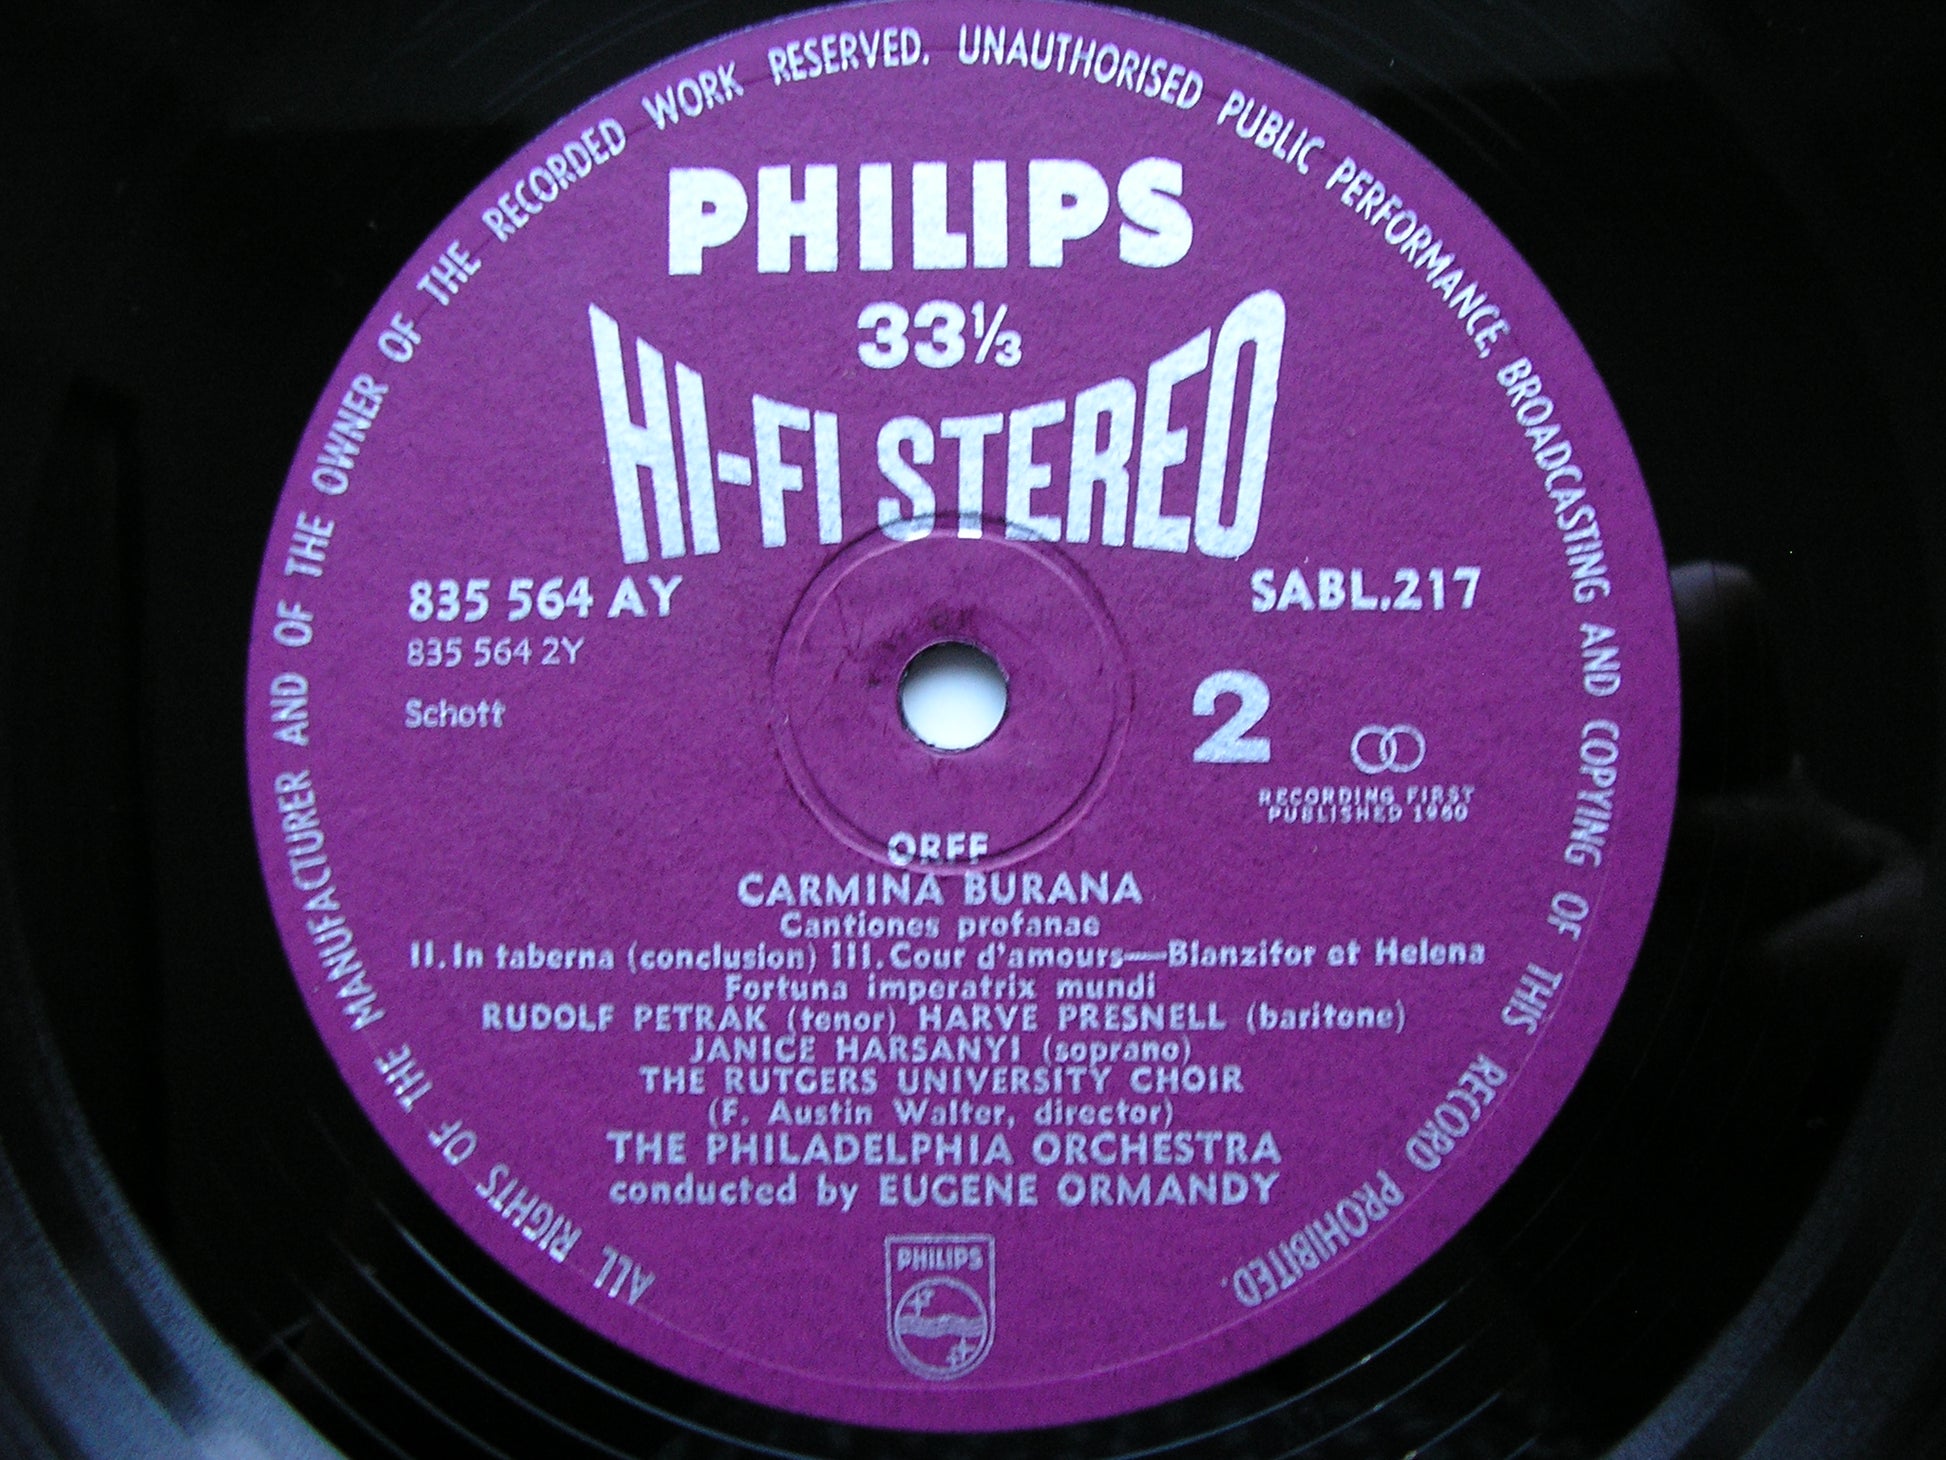 ALL RIGHTS OF THE MANUFACTURER AND OF THE OWNER OF THE RECORDED WORK RESERVED. UNAUTHORISED PUBLIC PERFORMANCE, BROADCASTING AND COPYING OF THIS RECORD PROHIBITED.
PHILIPS
33⅓
HI-FI STEREO
835 564 AY
SABL.217
835 564 2Y
Schott
2
RECORDING FIRST
PUBLISHED 1960
ORFF
CARMINA BURANA
Cantiones profanae
II.In taberna (conclusion) III.Cour d'amours—Blanzifor et Helena
Fortuna imperatrix mundi
RUDOLF PETRAK (tenor) HARVE PRESNELL (baritone)
JANICE HARSANYI (soprano)
THE RUTGERS UNIVERSITY CHOIR
(F. Austin Walter, director)
THE PHILADELPHIA ORCHESTRA
conducted by EUGENE ORMANDY
PHILIPS